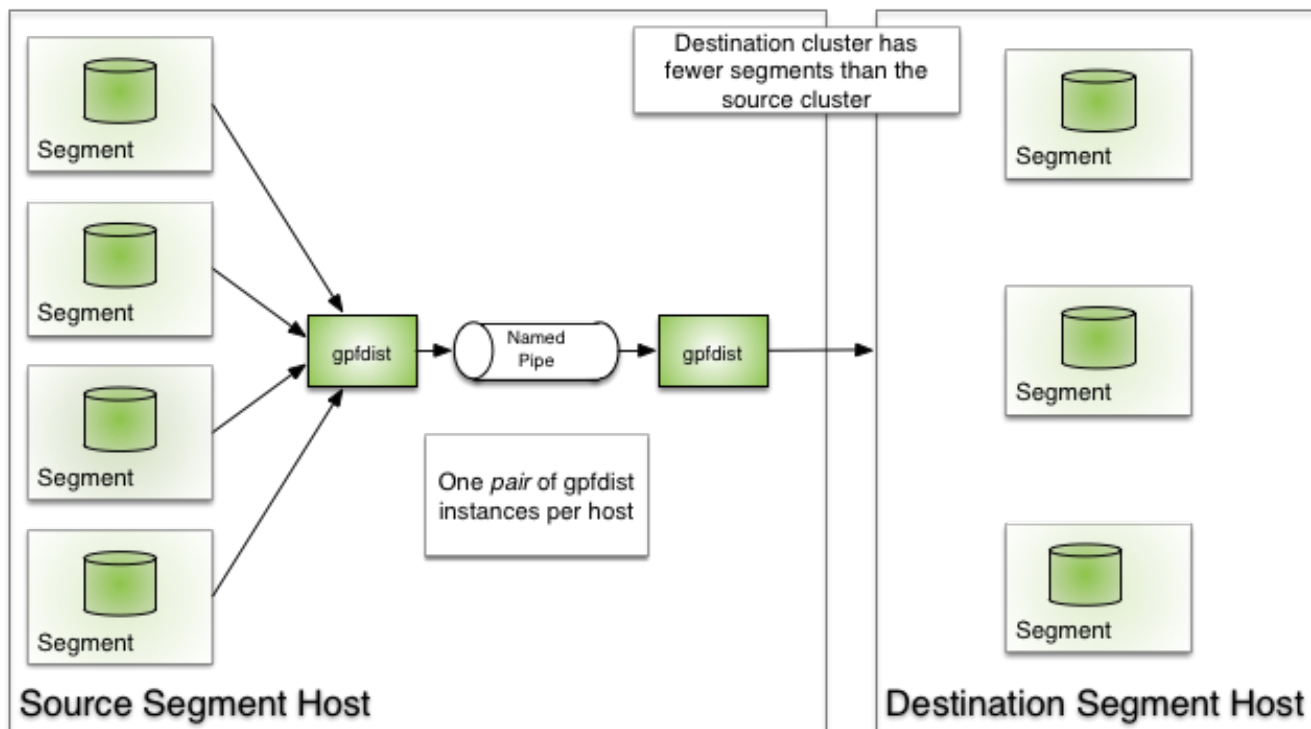 Destination cluster has
fewer segments than the
source cluster
Segment
Segment
Segment
Segment
gpfdist
Named
Pipe
gpfdist
One pair of gpfdist
instances per host
Source Segment Host
Segment
Segment
Segment
Destination Segment Host